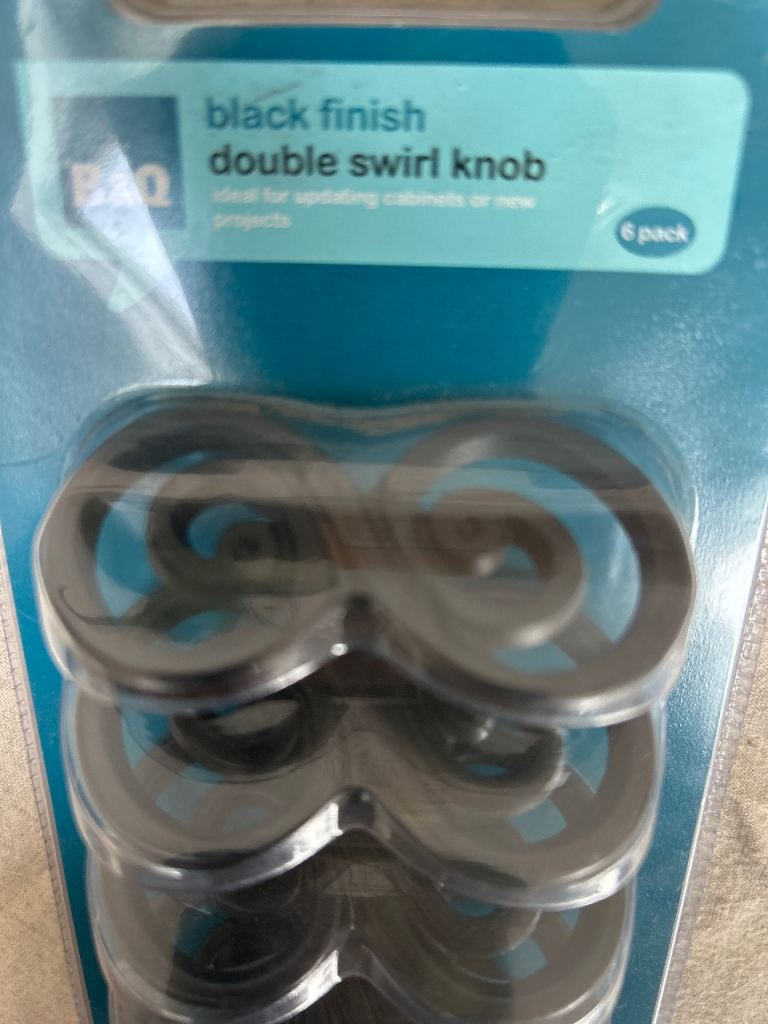 B&Q
black finish
double swirl knob
ideal for updating cabinets or new
projects
6 pack